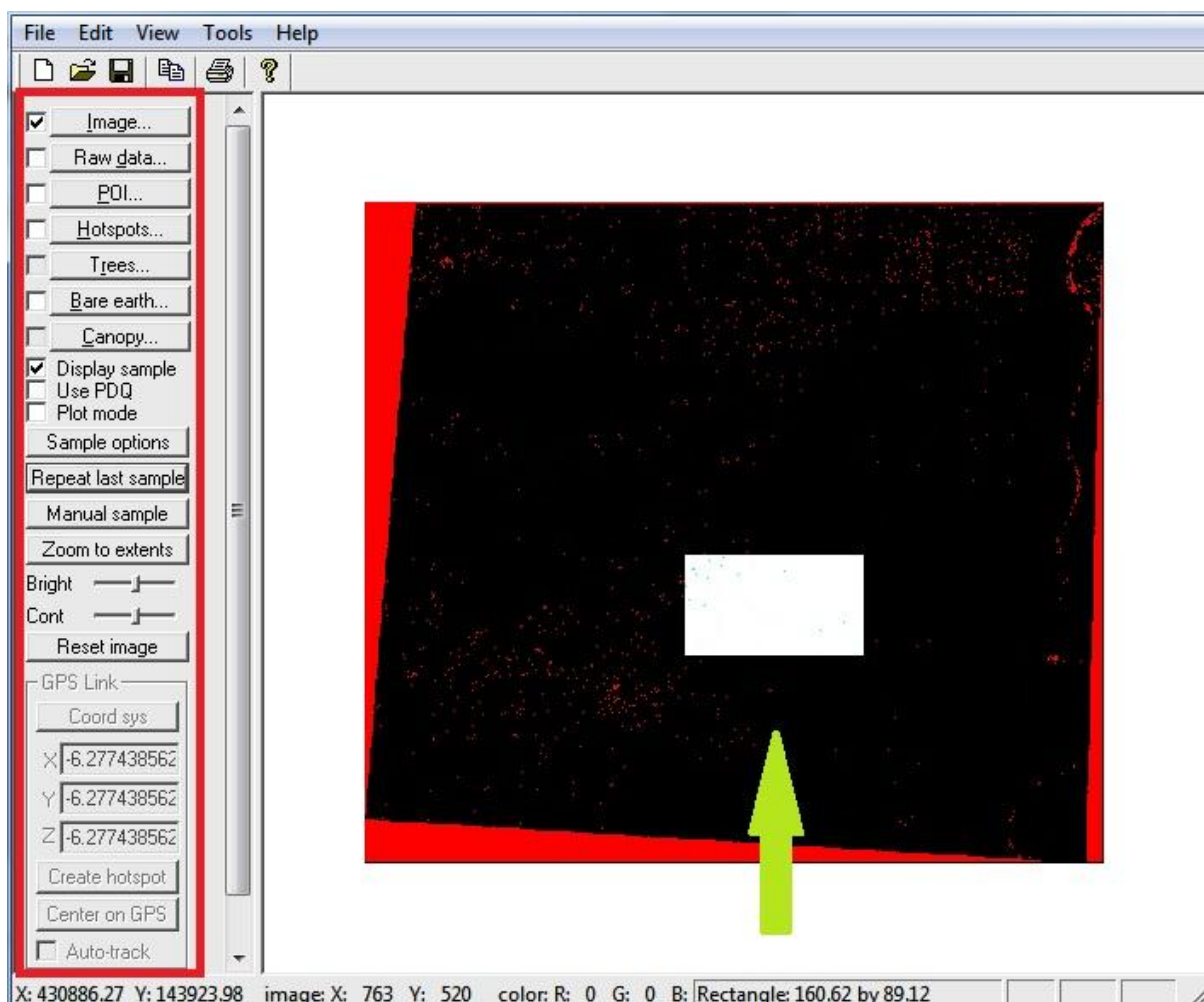 File Edit View Tools Help
Image...
Raw data...
POI...
Hotspots...
Trees...
Bare earth...
Canopy...
Display sample
Use PDQ
Plot mode
Sample options
Repeat last sample
Manual sample
Zoom to extents
Bright
Cont
Reset image
GPS Link
Coord sys
X -6.277438562
Y -6.277438562
Z -6.277438562
Create hotspot
Center on GPS
Auto-track
X: 430886.27 Y: 143923.98 image: X: 763 Y: 520 color: R: 0 G: 0 B: Rectangle: 160.62 by 89.12